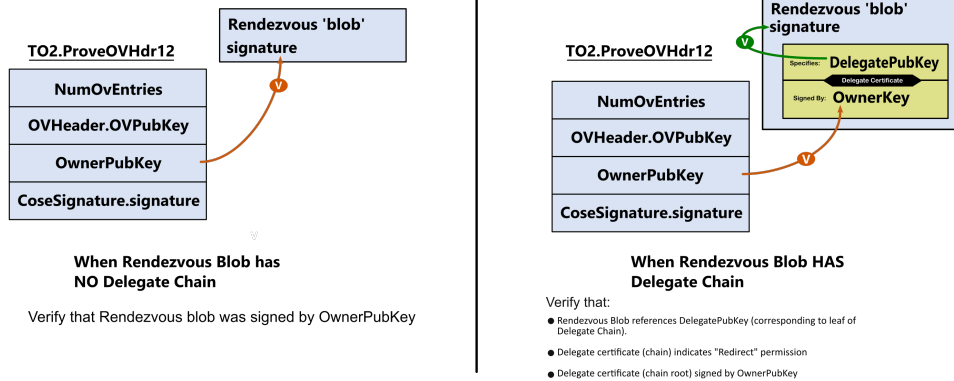 Rendezvous 'blob'
signature
TO2.ProveOVHdr12
V
NumOvEntries
OVHeader.OVPubKey
OwnerPubKey
CoseSignature.signature
V
When Rendezvous Blob has
NO Delegate Chain
Verify that Rendezvous blob was signed by OwnerPubKey
Rendezvous 'blob'
signature
V
TO2.ProveOVHdr12
Specifies: DelegatePubKey
Delegate Certificate
Signed By: OwnerKey
NumOvEntries
OVHeader.OVPubKey
V
OwnerPubKey
CoseSignature.signature
When Rendezvous Blob HAS
Delegate Chain
Verify that:
● Rendezvous Blob references DelegatePubKey (corresponding to leaf of
Delegate Chain).
● Delegate certificate (chain) indicates "Redirect" permission
● Delegate certificate (chain root) signed by OwnerPubKey